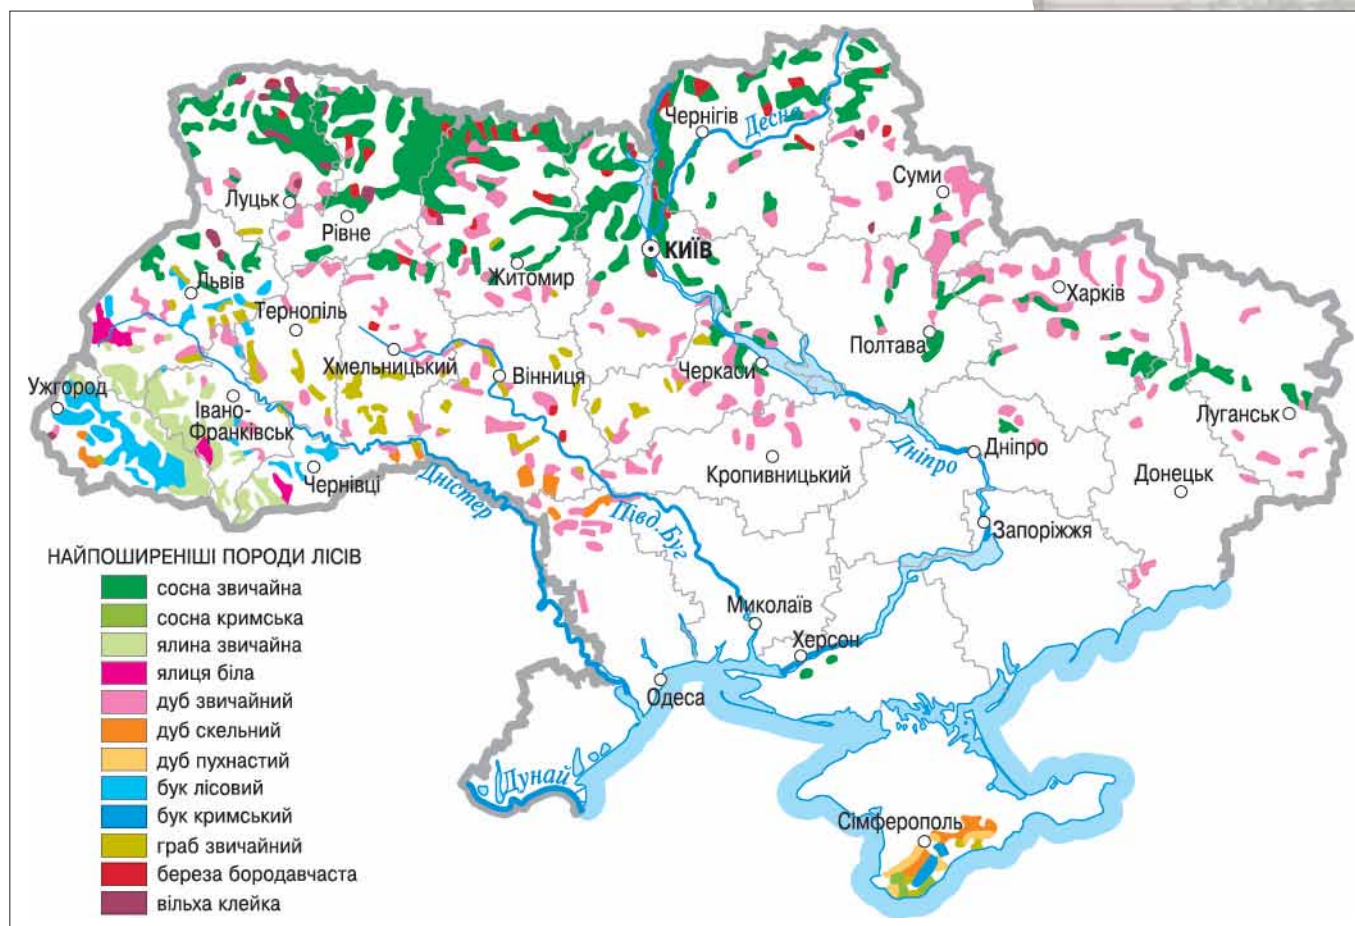 Чернігів
Десна
Суми
Луцьк
Рівне
КИЇВ
Житомир
Львів
Тернопіль
Харків
Полтава
Хмельницький
Вінниця
Черкаси
Ужгород
Івано-
Франківськ
Луганськ
Чернівці
Дністер
Кропивницький
Дніпро
Дніпро
Донецьк
Півд.Буг
Запоріжжя
Миколаїв
Херсон
Одеса
Дунай
Сімферополь
НАЙПОШИРЕНІШІ ПОРОДИ ЛІСІВ
сосна звичайна
сосна кримська
ялина звичайна
ялиця біла
дуб звичайний
дуб скельний
дуб пухнастий
бук лісовий
бук кримський
граб звичайний
береза бородавчаста
вільха клейка